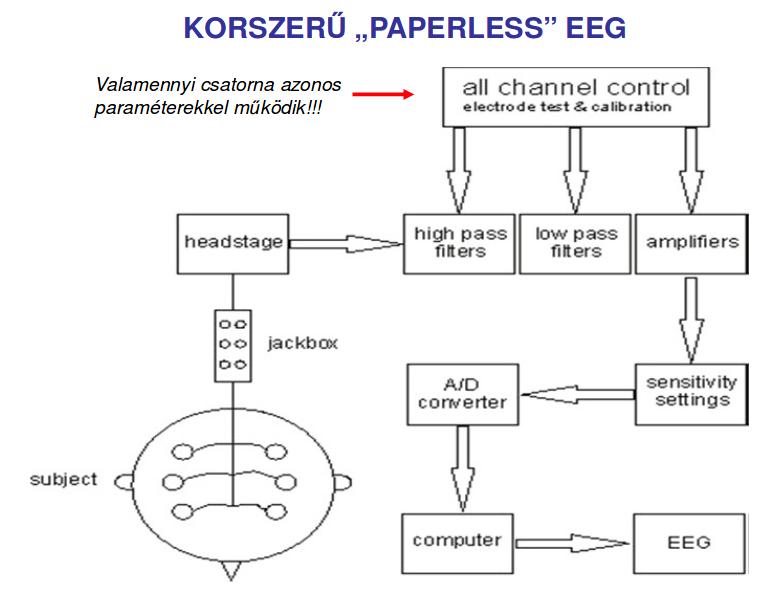 KORSZERŰ „PAPERLESS” EEG
Valamennyi csatorna azonos
paraméterekkel működik!!!
all channel control
electrode test & calibration
headstage
high pass
filters
low pass
filters
amplifiers
jackbox
A/D
converter
sensitivity
settings
subject
computer
EEG